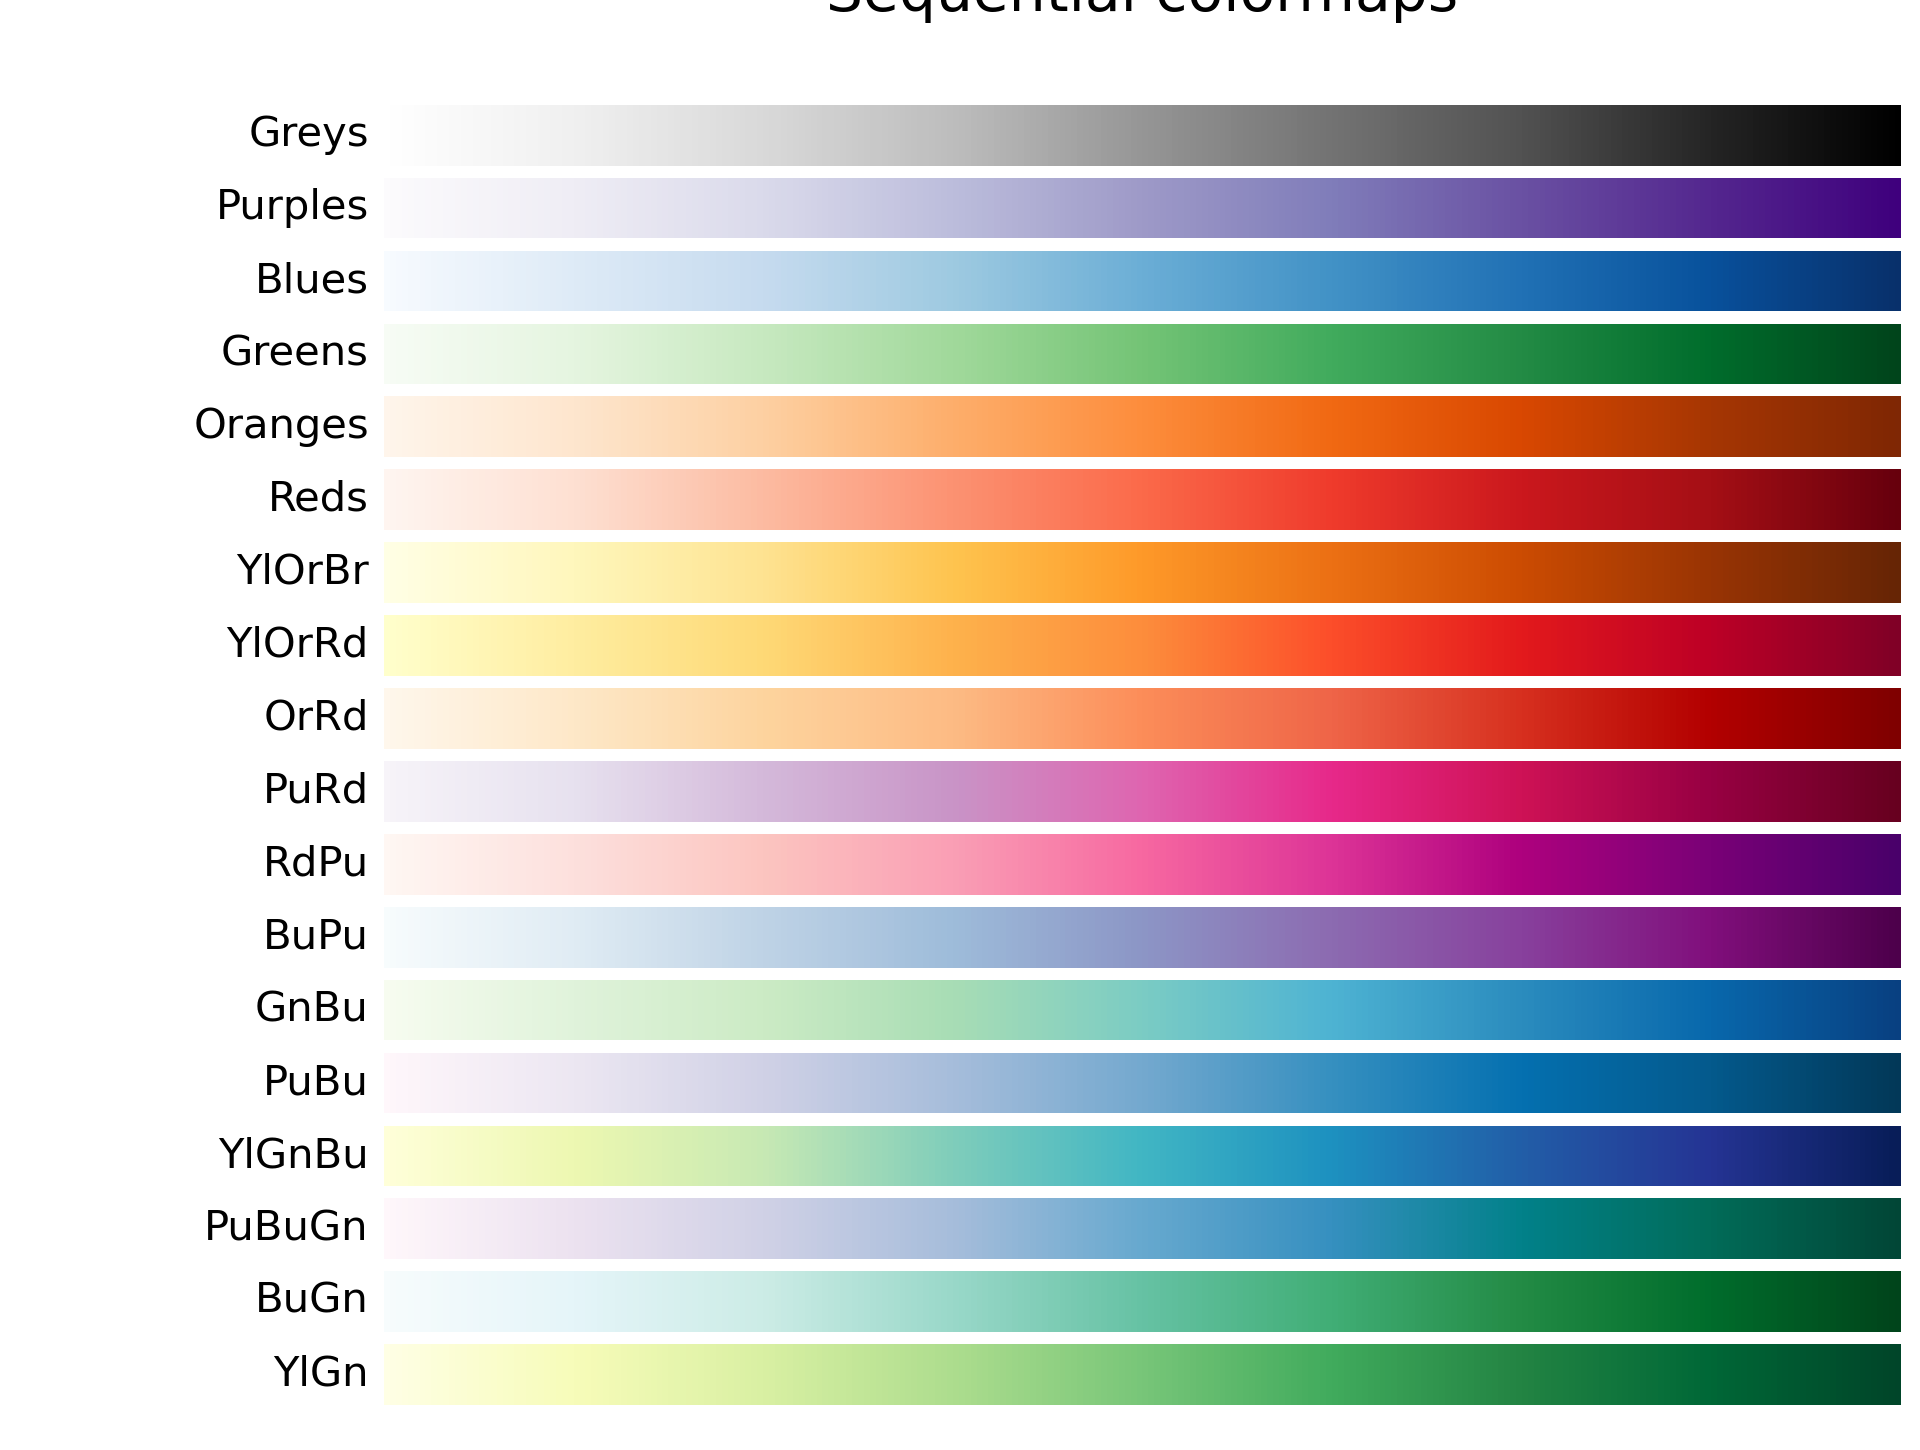 Sequential colormaps
Greys
Purples
Blues
Greens
Oranges
Reds
YlOrBr
YlOrRd
OrRd
PuRd
RdPu
BuPu
GnBu
PuBu
YlGnBu
PuBuGn
BuGn
YlGn